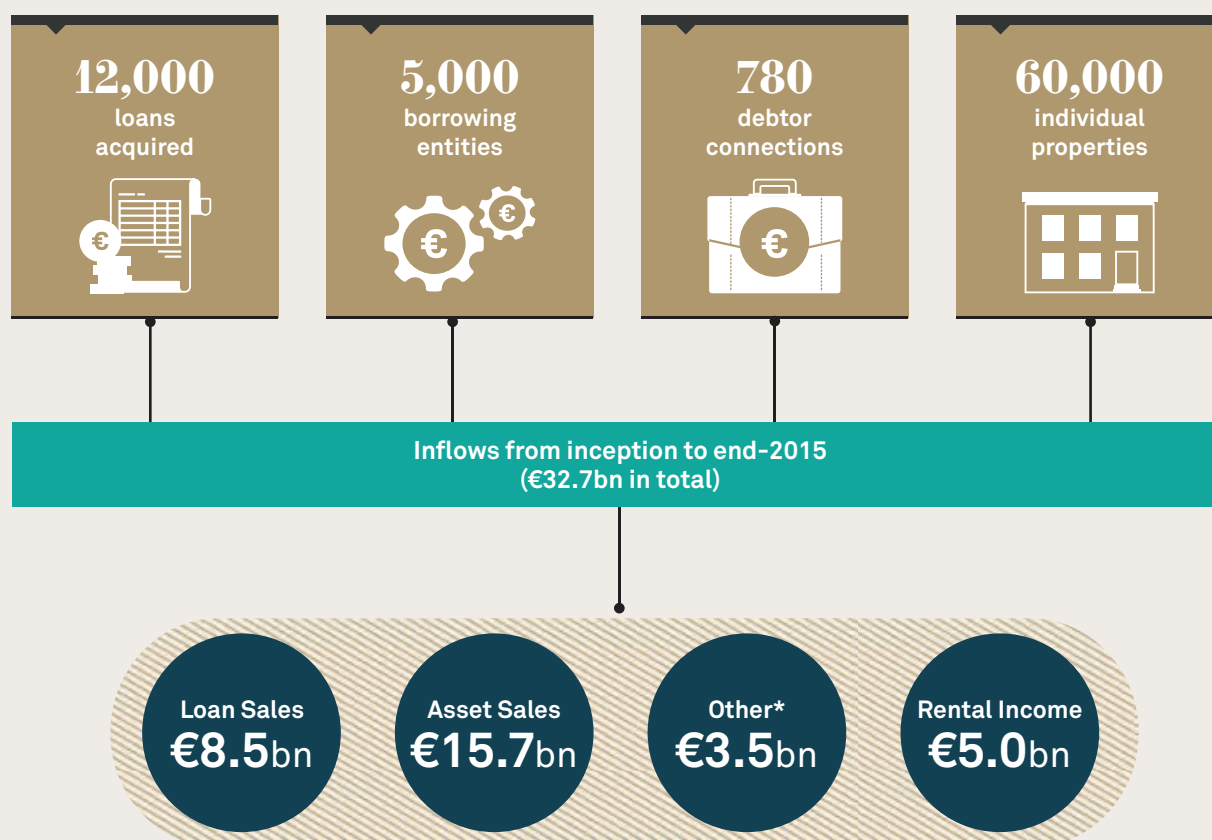 12,000
loans
acquired
€
5,000
borrowing
entities
€
€
780
debtor
connections
€
60,000
individual
properties
Inflows from inception to end-2015
(€32.7bn in total)
Loan Sales
€8.5bn
Asset Sales
€15.7bn
Other*
€3.5bn
Rental Income
€5.0bn